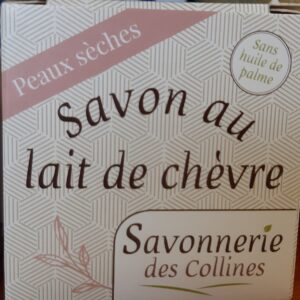 Peaux sèches
Sans
huile de
palme
Savon au
lait de chèvre
Savonnerie
des Collines